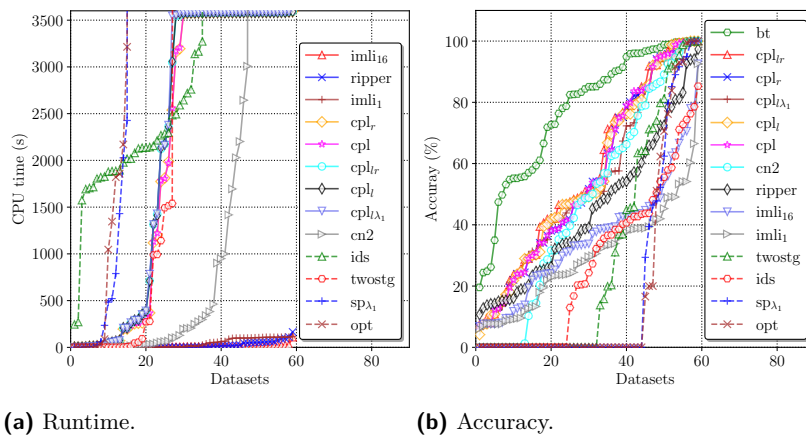 CPU time (s)
3500
3000
2500
2000
1500
1000
500
0
0 20 40 60 80
Datasets
imli₁₆
ripper
imli₁
cplᵣ
cpl
cplₗᵣ
cplₗ
cplₗλ₁
cn2
ids
twostg
spλ₁
opt
(a) Runtime.
Accuray (%)
100
80
60
40
20
0
0 20 40 60 80
Datasets
bt
cplₗᵣ
cplᵣ
cplₗλ₁
cplₗ
cpl
cn2
ripper
imli₁₆
imli₁
twostg
ids
spλ₁
opt
(b) Accuracy.